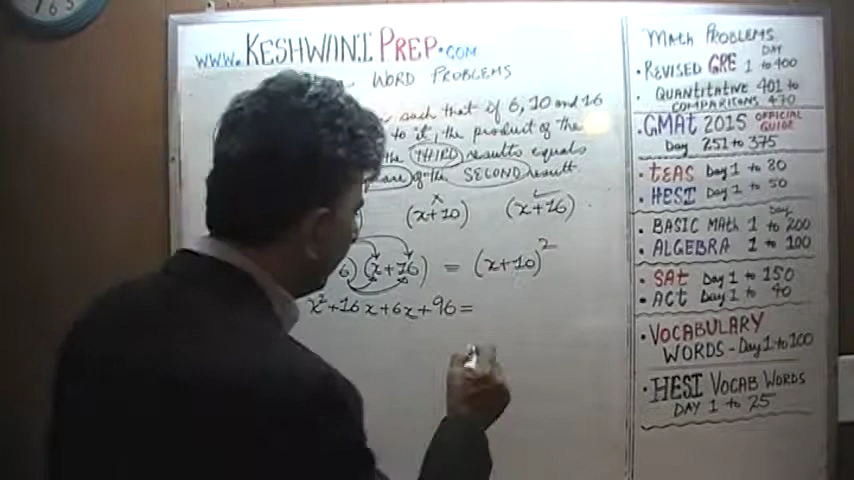 www.KESHWANIPREP.COM
WORD PROBLEMS
such that if 6, 10 and 16
to it, the product of the
the THIRD results equals
of the SECOND result.
(x+10) (x+16)
6)(x+16) = (x+10)²
x²+16x+6x+96=
MATH PROBLEMS
DAY
• REVISED GRE 1 to 400
• QUANTITATIVE 401 to
COMPARISONS 470
• GMAT 2015 OFFICIAL GUIDE
Day 251 to 375
• TEAS Day 1 to 80
• HESI Day 1 to 50
Day
• BASIC MATH 1 to 200
• ALGEBRA 1 to 100
• SAT Day 1 to 150
• ACT Day 1 to 40
• VOCABULARY
WORDS - Day 1 to 100
• HESI VOCAB WORDS
DAY 1 to 25